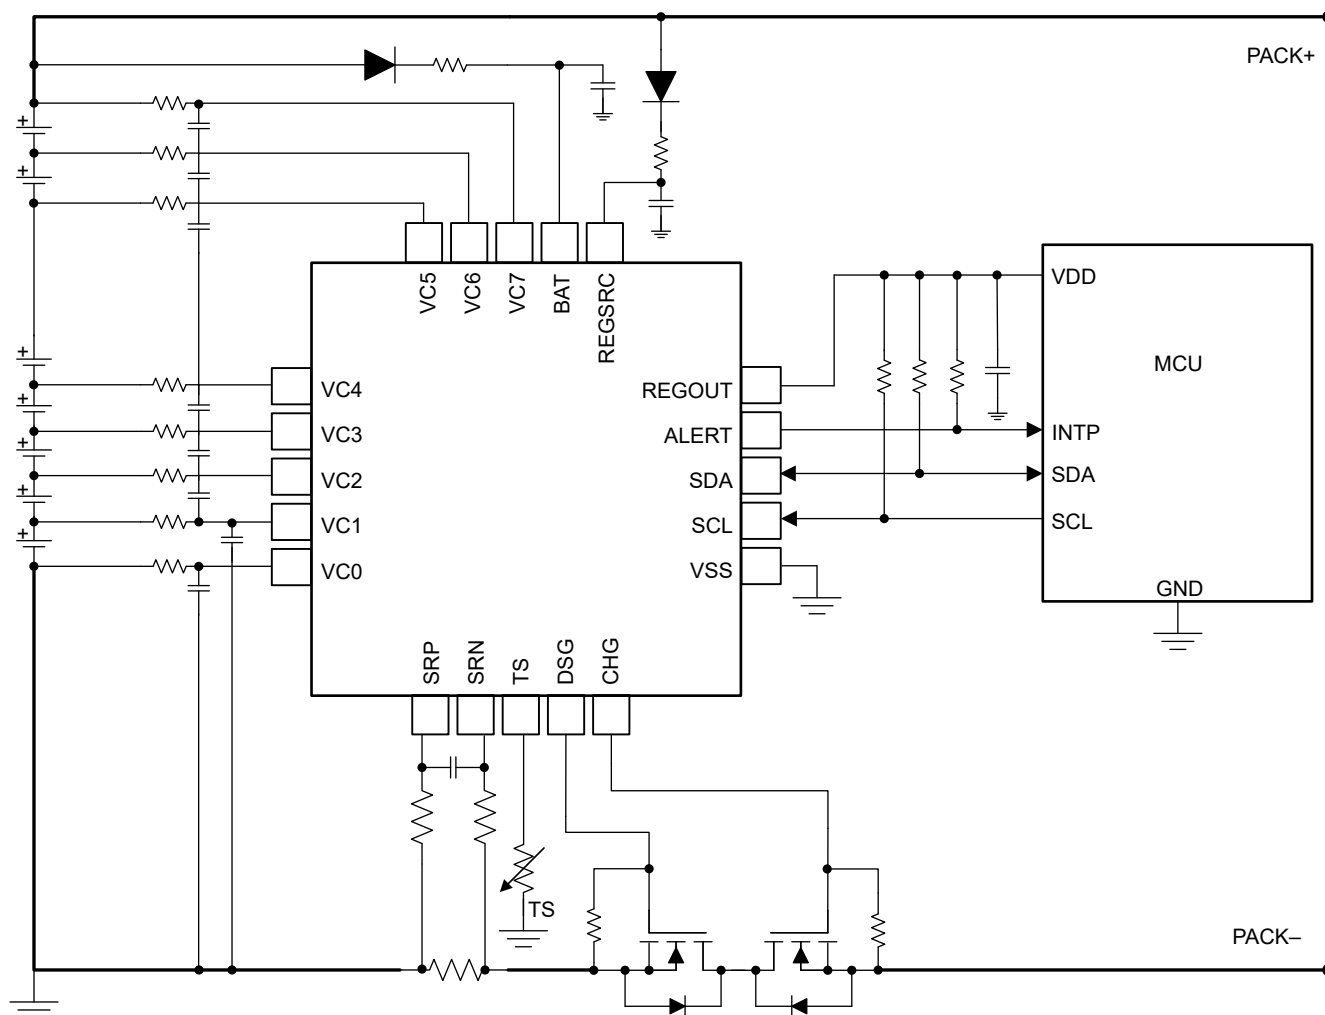 PACK+
+
+
VC5
VC6
VC7
BAT
REGSRC
VDD
MCU
+
VC4
REGOUT
+
VC3
ALERT
INTP
+
VC2
SDA
SDA
+
VC1
SCL
SCL
+
VC0
VSS
GND
SRP
SRN
TS
DSG
CHG
TS
PACK–